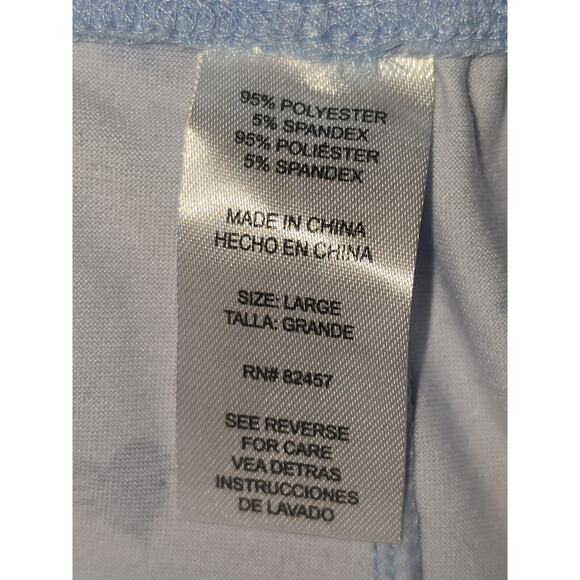 95% POLYESTER
5% SPANDEX
95% POLIÉSTER
5% SPANDEX
MADE IN CHINA
HECHO EN CHINA
SIZE: LARGE
TALLA: GRANDE
RN# 82457
SEE REVERSE
FOR CARE
VEA DETRAS
INSTRUCCIONES
DE LAVADO